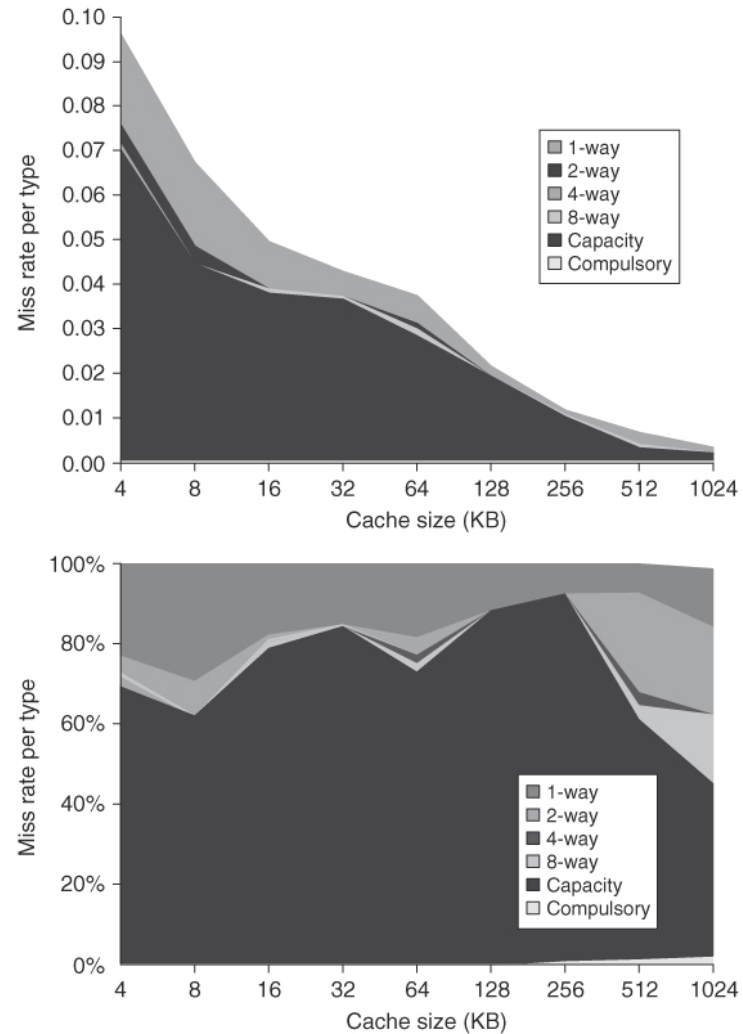 0.10
0.09
0.08
0.07
0.06
0.05
0.04
0.03
0.02
0.01
0.00
Miss rate per type
1-way
2-way
4-way
8-way
Capacity
Compulsory
4 8 16 32 64 128 256 512 1024
Cache size (KB)
100%
80%
60%
40%
20%
0%
Miss rate per type
1-way
2-way
4-way
8-way
Capacity
Compulsory
4 8 16 32 64 128 256 512 1024
Cache size (KB)